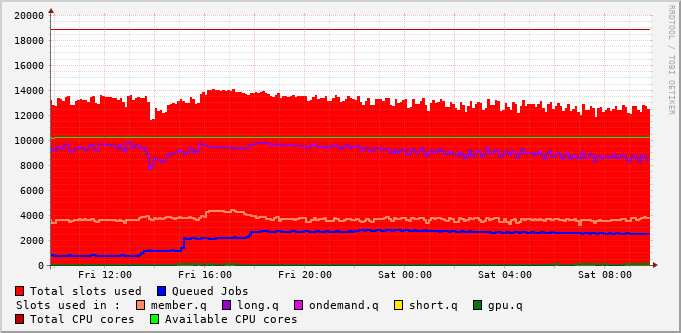 RRDTOOL / TOBI OETIKER
20000
18000
16000
14000
12000
10000
8000
6000
4000
2000
0
Fri 12:00 Fri 16:00 Fri 20:00 Sat 00:00 Sat 04:00 Sat 08:00
Total slots used Queued Jobs
Slots used in : member.q long.q ondemand.q short.q gpu.q
Total CPU cores Available CPU cores